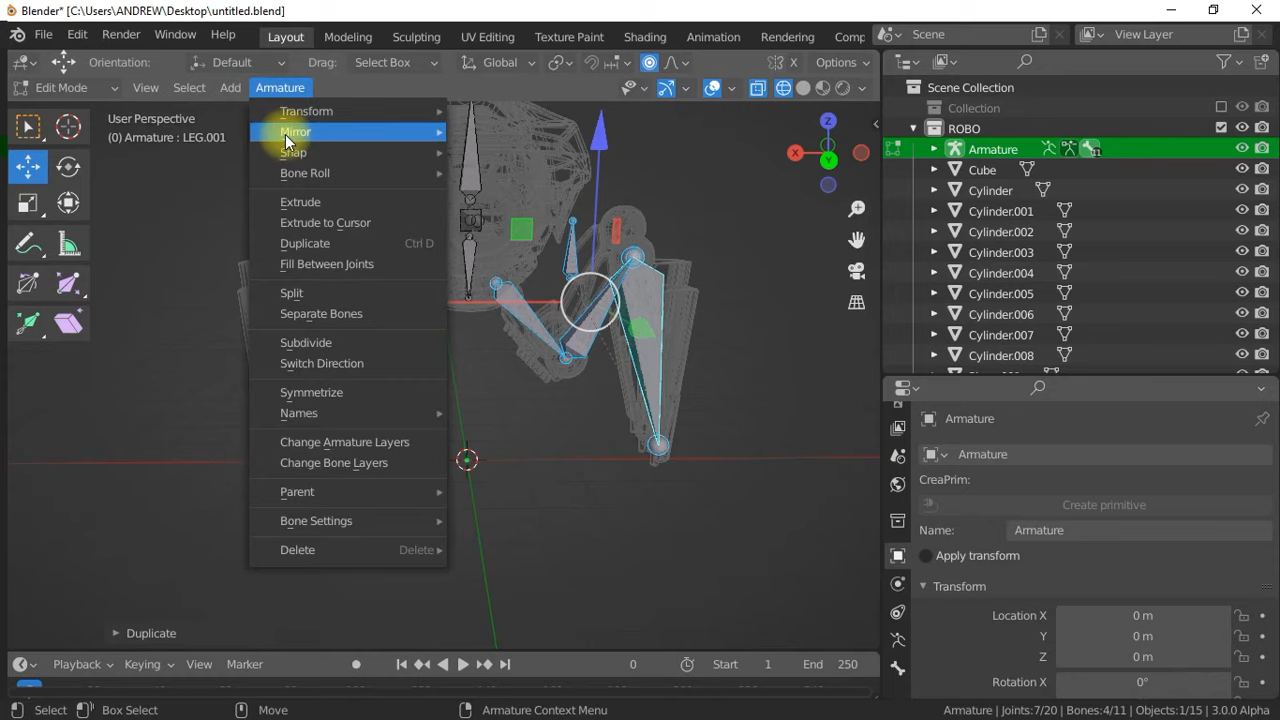 Blender* [C:\Users\ANDREW\Desktop\untitled.blend]
File Edit Render Window Help Layout Modeling Sculpting UV Editing Texture Paint Shading Animation Rendering Comp Scene View Layer
Orientation: Default Drag: Select Box Global X Options
Edit Mode View Select Add Armature
Scene Collection
Collection
ROBO
Armature 11
Cube
Cylinder
Cylinder.001
Cylinder.002
Cylinder.003
Cylinder.004
Cylinder.005
Cylinder.006
Cylinder.007
Cylinder.008
User Perspective
(0) Armature : LEG.001
Transform
Mirror
Snap
Bone Roll
Extrude
Extrude to Cursor
Duplicate Ctrl D
Fill Between Joints
Split
Separate Bones
Subdivide
Switch Direction
Symmetrize
Names
Change Armature Layers
Change Bone Layers
Parent
Bone Settings
Delete Delete
Z
X
Y
Armature
Armature
CreaPrim:
Create primitive
Name: Armature
Apply transform
Transform
Location X 0 m
Y 0 m
Z 0 m
Rotation X 0°
Duplicate
Playback Keying View Marker 0 Start 1 End 250
Select Box Select Move Armature Context Menu Armature | Joints:7/20 | Bones:4/11 | Objects:1/15 | 3.0.0 Alpha